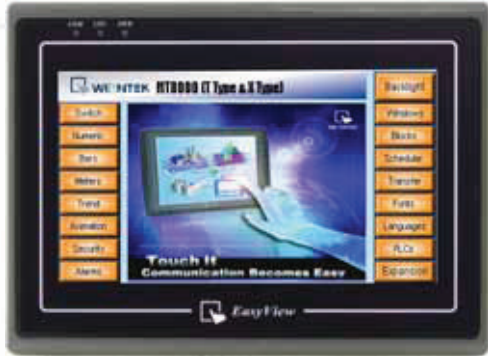 WEINTEK MT8000 (T Type & X Type)
Backlight
Switch
Numeric
Bars
Meters
Trend
Animation
Security
Alarms
Windows
Blocks
Scheduler
Transfer
Fonts
Languages
PLCs
Expansion
Touch It
Communication Becomes Easy
EasyView